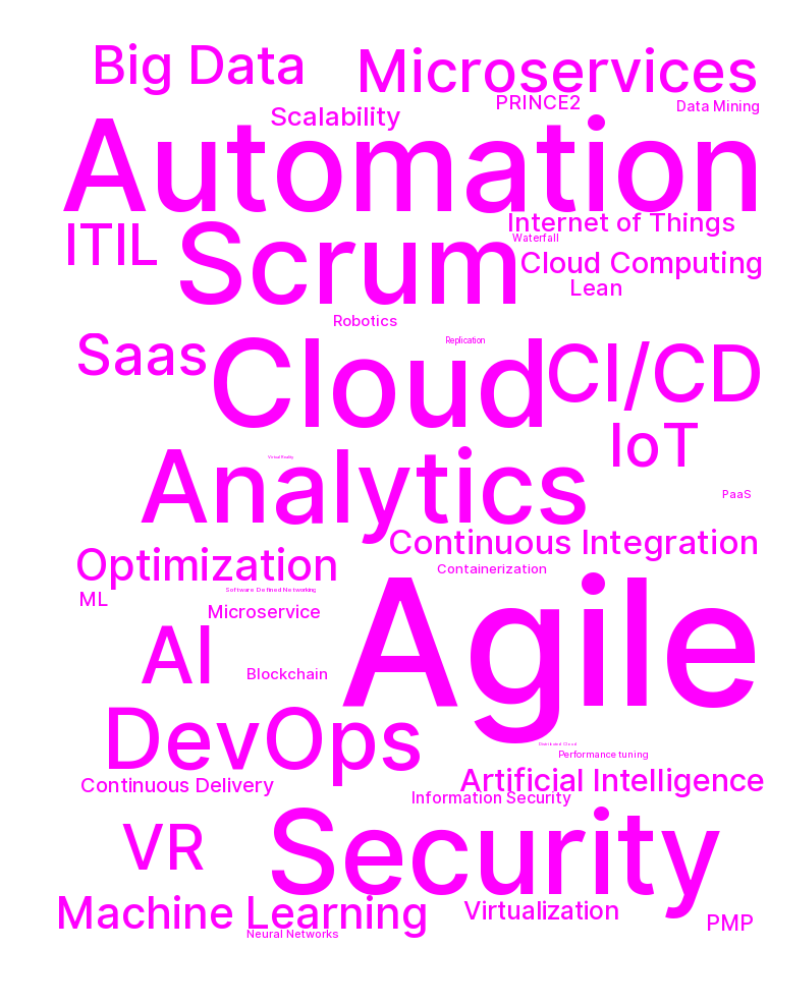 Big Data
Microservices
PRINCE2
Data Mining
Scalability
Automation
Internet of Things
ITIL
Scrum
Waterfall
Cloud Computing
Lean
Robotics
Saas
Cloud
Replication
CI/CD
IoT
Analytics
Virtual Reality
PaaS
Continuous Integration
Optimization
Containerization
Software Defined Networking
ML
Microservice
Agile
AI
Blockchain
DevOps
Performance tuning
Continuous Delivery
Artificial Intelligence
Information Security
Security
VR
Machine Learning
Virtualization
PMP
Neural Networks